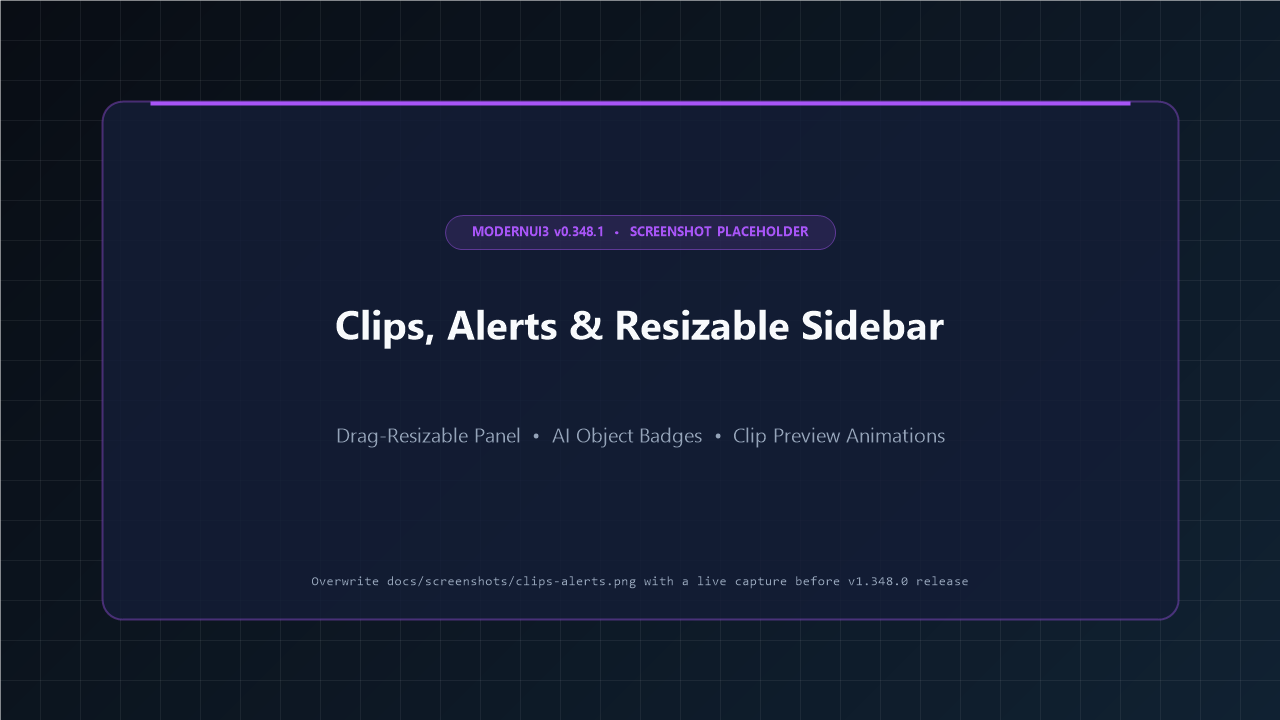 MODERNUI3 v0.348.1 • SCREENSHOT PLACEHOLDER
Clips, Alerts & Resizable Sidebar
Drag-Resizable Panel • AI Object Badges • Clip Preview Animations
Overwrite docs/screenshots/clips-alerts.png with a live capture before v1.348.0 release